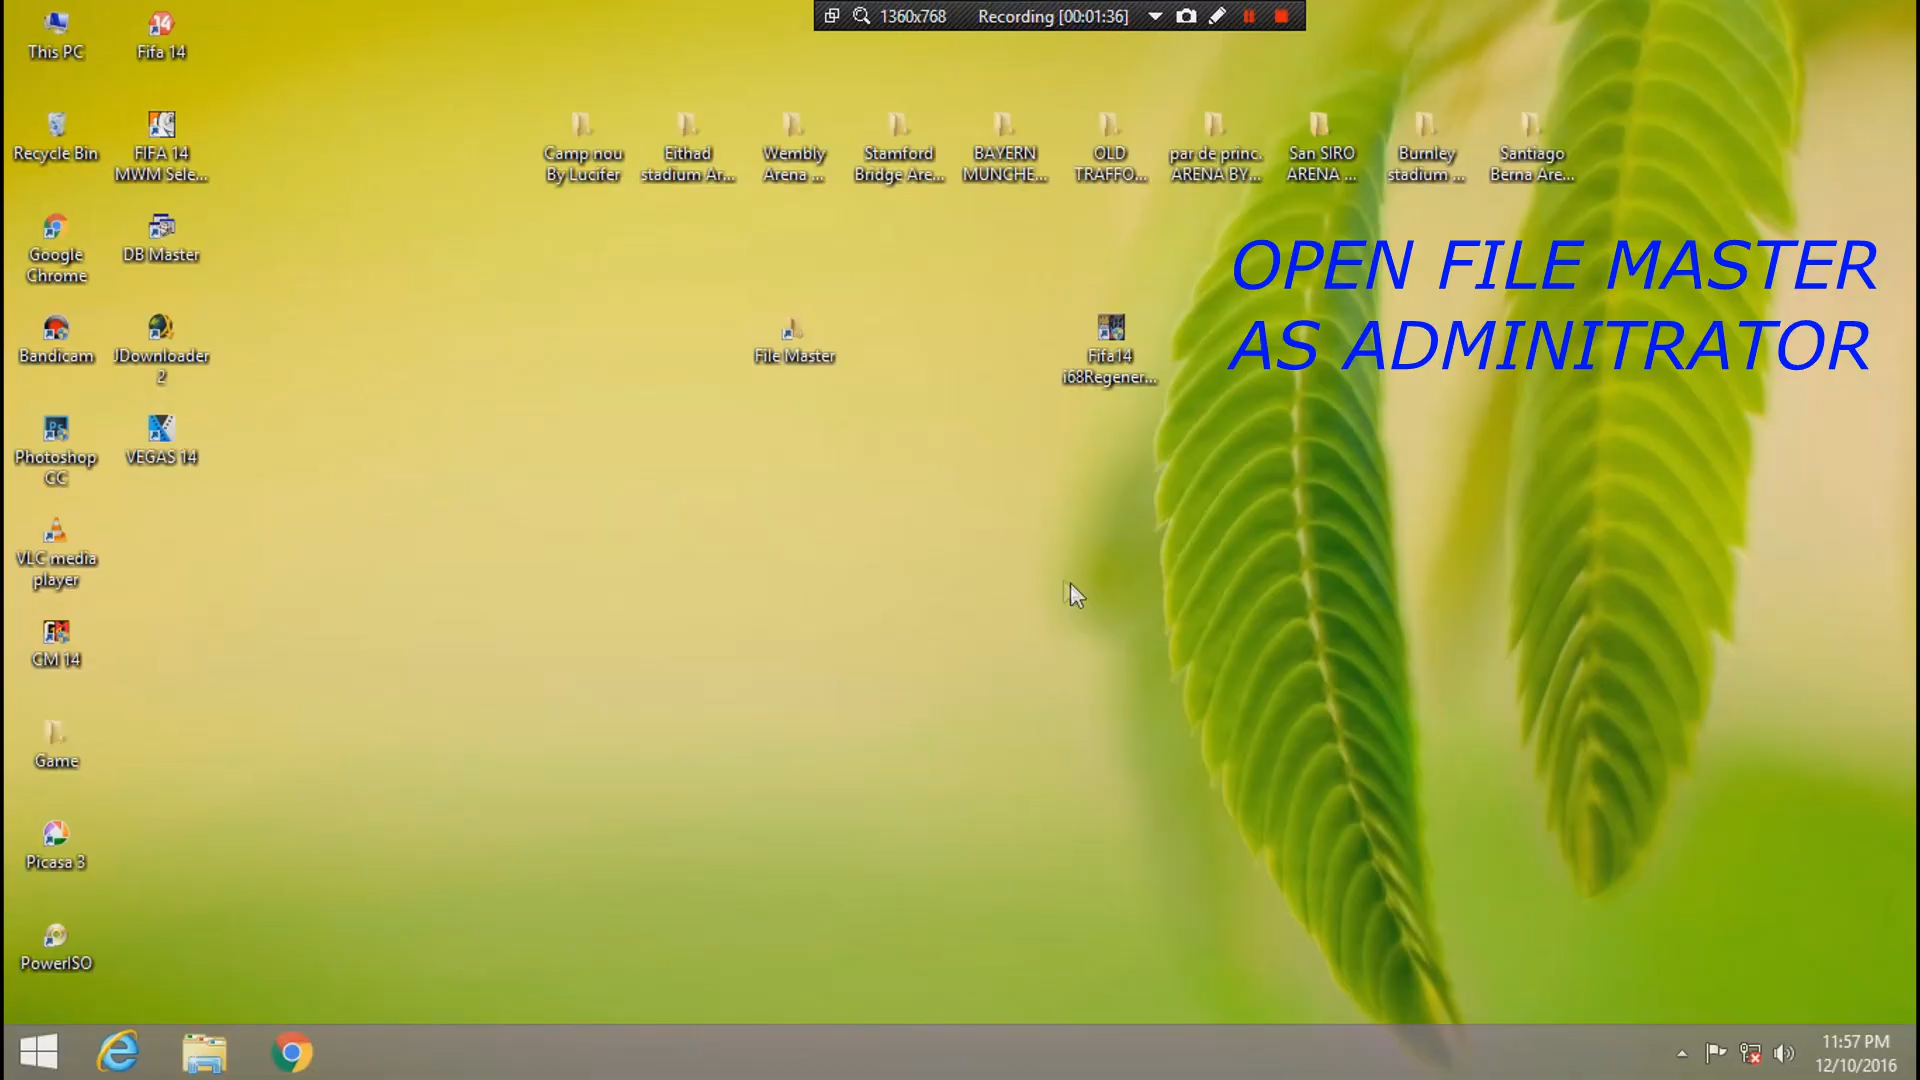 1360x768 Recording [00:01:36]
This PC
Fifa 14
Recycle Bin
FIFA 14
MWM Sele...
Camp nou
By Lucifer
Eithad
stadium Ar...
Wembly
Arena ...
Stamford
Bridge Are...
BAYERN
MUNCHE...
OLD
TRAFFO...
par de princ.
ARENA BY...
San SIRO
ARENA ...
Burnley
stadium ...
Santiago
Berna Are...
Google
Chrome
DB Master
OPEN FILE MASTER
AS ADMINITRATOR
Bandicam
JDownloader
2
File Master
Fifa14
i68Regener...
Photoshop
CC
VEGAS 14
VLC media
player
CM 14
Game
Picasa 3
PowerISO
11:57 PM
12/10/2016